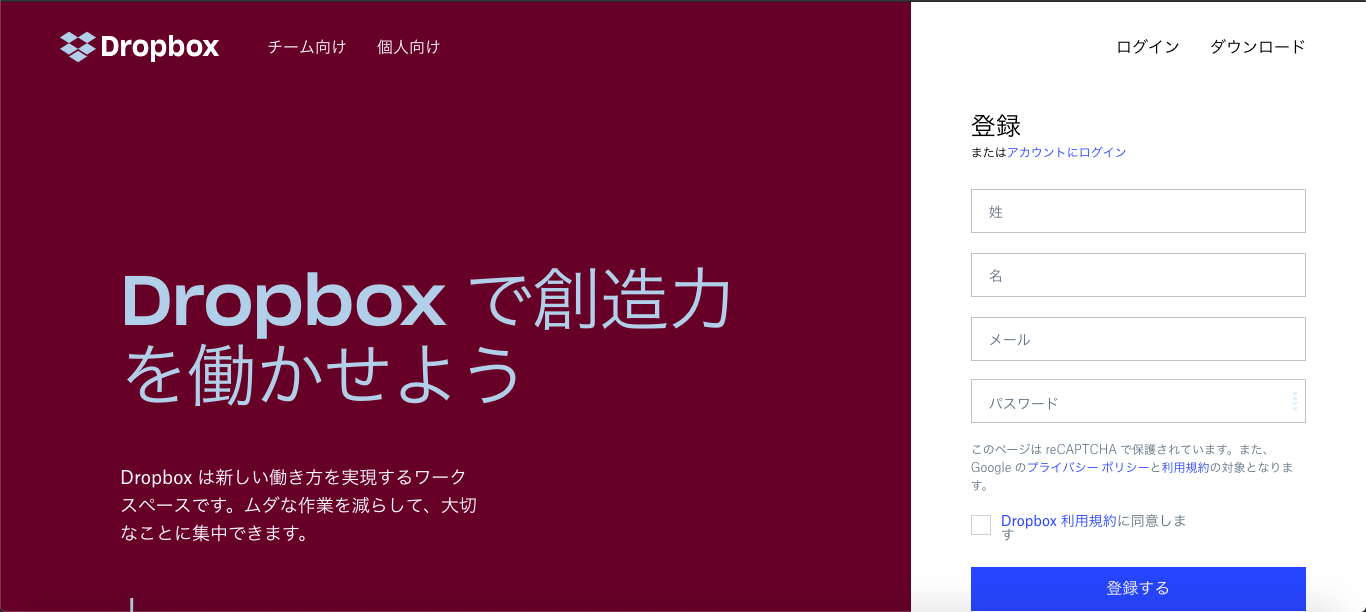 Dropbox
チーム向け
個人向け
ログイン
ダウンロード
Dropbox で創造力
を働かせよう
Dropbox は新しい働き方を実現するワーク
スペースです。ムダな作業を減らして、大切
なことに集中できます。
登録
またはアカウントにログイン
姓
名
メール
パスワード
このページは reCAPTCHA で保護されています。また、
Google のプライバシー ポリシーと利用規約の対象となりま
す。
Dropbox 利用規約に同意しま
す
登録する